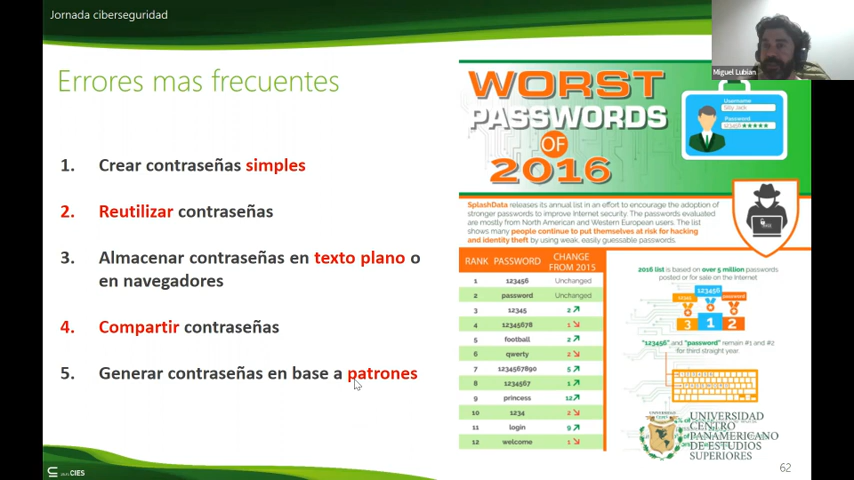 Jornada ciberseguridad
Miguel Lubian
Errores mas frecuentes
1. Crear contraseñas simples
2. Reutilizar contraseñas
3. Almacenar contraseñas en texto plano o
en navegadores
4. Compartir contraseñas
5. Generar contraseñas en base a patrones
WORST
PASSWORDS
OF
2016
Username
Silly Jack
Password
123456
SplashData releases its annual list in an effort to encourage the adoption of
stronger passwords to improve Internet security. The passwords evaluated
are mostly from North American and Western European users. The list
shows many people continue to put themselves at risk for hacking
and identity theft by using weak, easily guessable passwords.
RANK PASSWORD CHANGE
FROM 2015
1 123456 Unchanged
2 password Unchanged
3 12345 2
4 12345678 1
5 football 2
6 qwerty 2
7 1234567890 5
8 1234567 1
9 princess 12
10 1234 2
11 login 9
12 welcome 1
2016 list is based on over 5 million passwords
posted or for sale on the Internet
123456
12345
password
3 1 2
"123456" and "password" remain #1 and #2
for third straight year.
UNIVERSIDAD
CENTRO
PANAMERICANO
DE ESTUDIOS
SUPERIORES
CIES
62